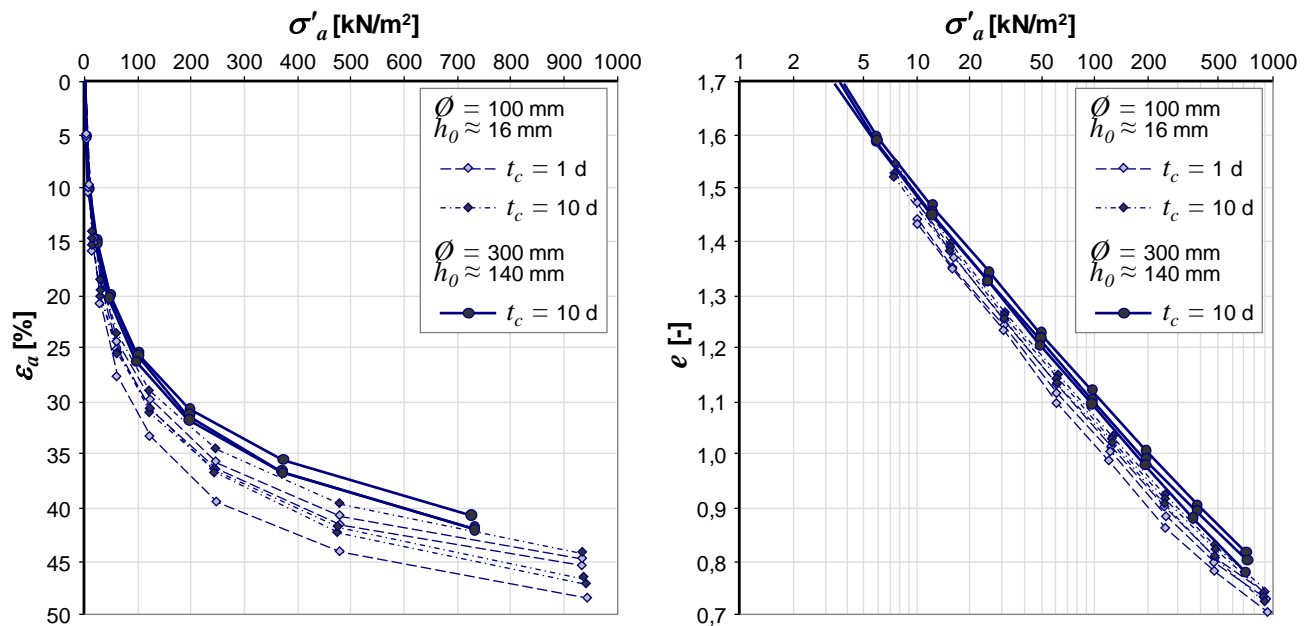 σ′a [kN/m²]
0 100 200 300 400 500 600 700 800 900 1000
0
5
10
15
20
25
30
35
40
45
50
εa [%]
Ø = 100 mm
h0 ≈ 16 mm
tc = 1 d
tc = 10 d
Ø = 300 mm
h0 ≈ 140 mm
tc = 10 d
σ′a [kN/m²]
1 2 5 10 20 50 100 200 500 1000
1,7
1,6
1,5
1,4
1,3
1,2
1,1
1,0
0,9
0,8
0,7
e [-]
Ø = 100 mm
h0 ≈ 16 mm
tc = 1 d
tc = 10 d
Ø = 300 mm
h0 ≈ 140 mm
tc = 10 d